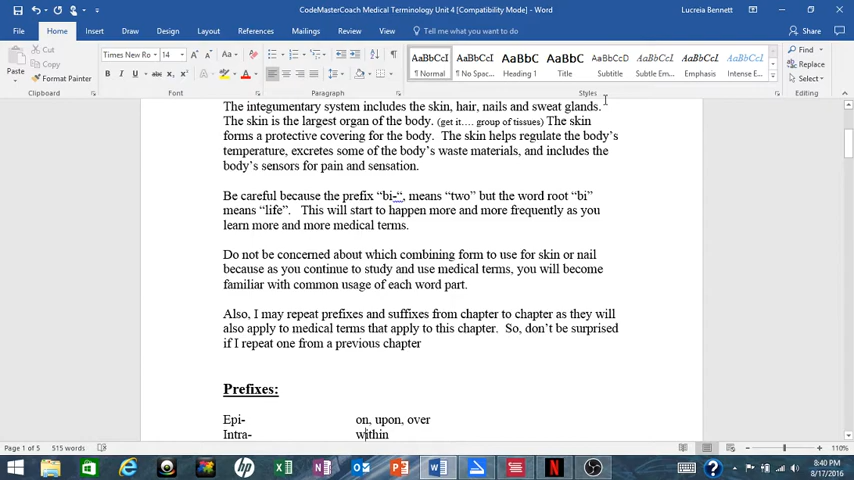 CodeMasterCoach Medical Terminology Unit 4 [Compatibility Mode] - Word
Lucreia Bennett
File Home Insert Design Layout References Mailings Review View Tell me what you want to do... Share
Cut
Copy
Format Painter
Paste
Clipboard
Times New Ro 14
Font
Paragraph
AaBbCcI AaBbCcI AaBbC AaBbC AaBbCcD AaBbCcI AaBbCcI AaBbCcI
¶ Normal ¶ No Spac... Heading 1 Title Subtitle Subtle Em... Emphasis Intense E...
Styles
Find
Replace
Select
Editing
The integumentary system includes the skin, hair, nails and sweat glands.
The skin is the largest organ of the body. (get it.... group of tissues) The skin
forms a protective covering for the body.  The skin helps regulate the body's
temperature, excretes some of the body's waste materials, and includes the
body's sensors for pain and sensation.
Be careful because the prefix “bi-“, means “two” but the word root “bi”
means “life”.   This will start to happen more and more frequently as you
learn more and more medical terms.
Do not be concerned about which combining form to use for skin or nail
because as you continue to study and use medical terms, you will become
familiar with common usage of each word part.
Also, I may repeat prefixes and suffixes from chapter to chapter as they will
also apply to medical terms that apply to this chapter.  So, don't be surprised
if I repeat one from a previous chapter
Prefixes:
Epi- on, upon, over
Intra- within
Page 1 of 5 515 words 110%
8:40 PM
8/17/2016